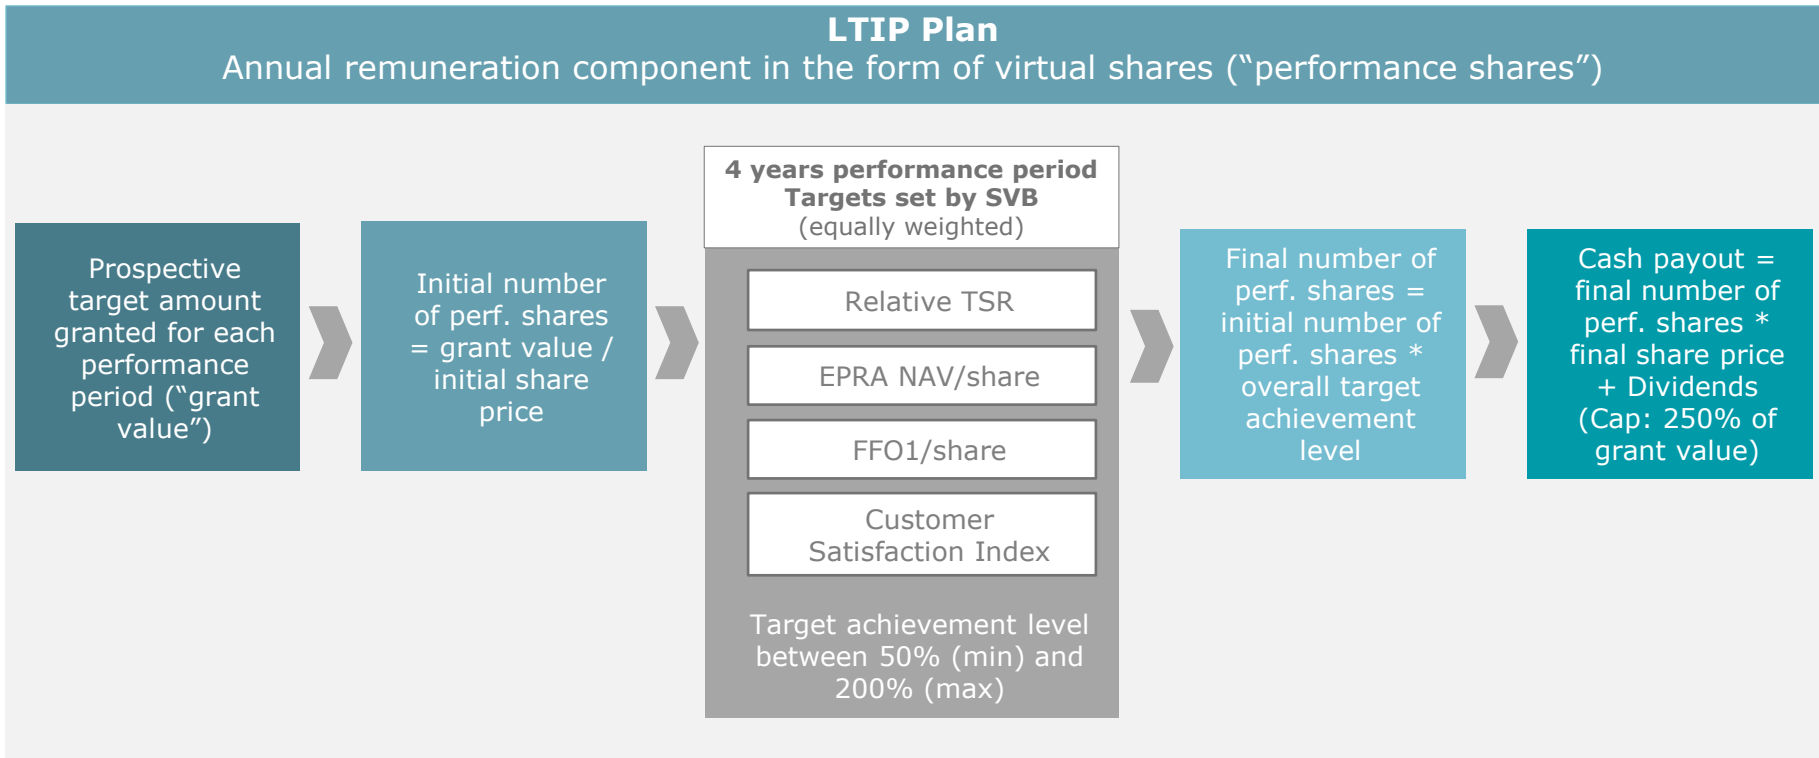 LTIP Plan
Annual remuneration component in the form of virtual shares (“performance shares”)
Prospective
target amount
granted for each
performance
period (“grant
value”)
Initial number
of perf. shares
= grant value /
initial share
price
4 years performance period
Targets set by SVB
(equally weighted)
Relative TSR
EPRA NAV/share
FFO1/share
Customer
Satisfaction Index
Target achievement level
between 50% (min) and
200% (max)
Final number of
perf. shares =
initial number of
perf. shares *
overall target
achievement
level
Cash payout =
final number of
perf. shares *
final share price
+ Dividends
(Cap: 250% of
grant value)